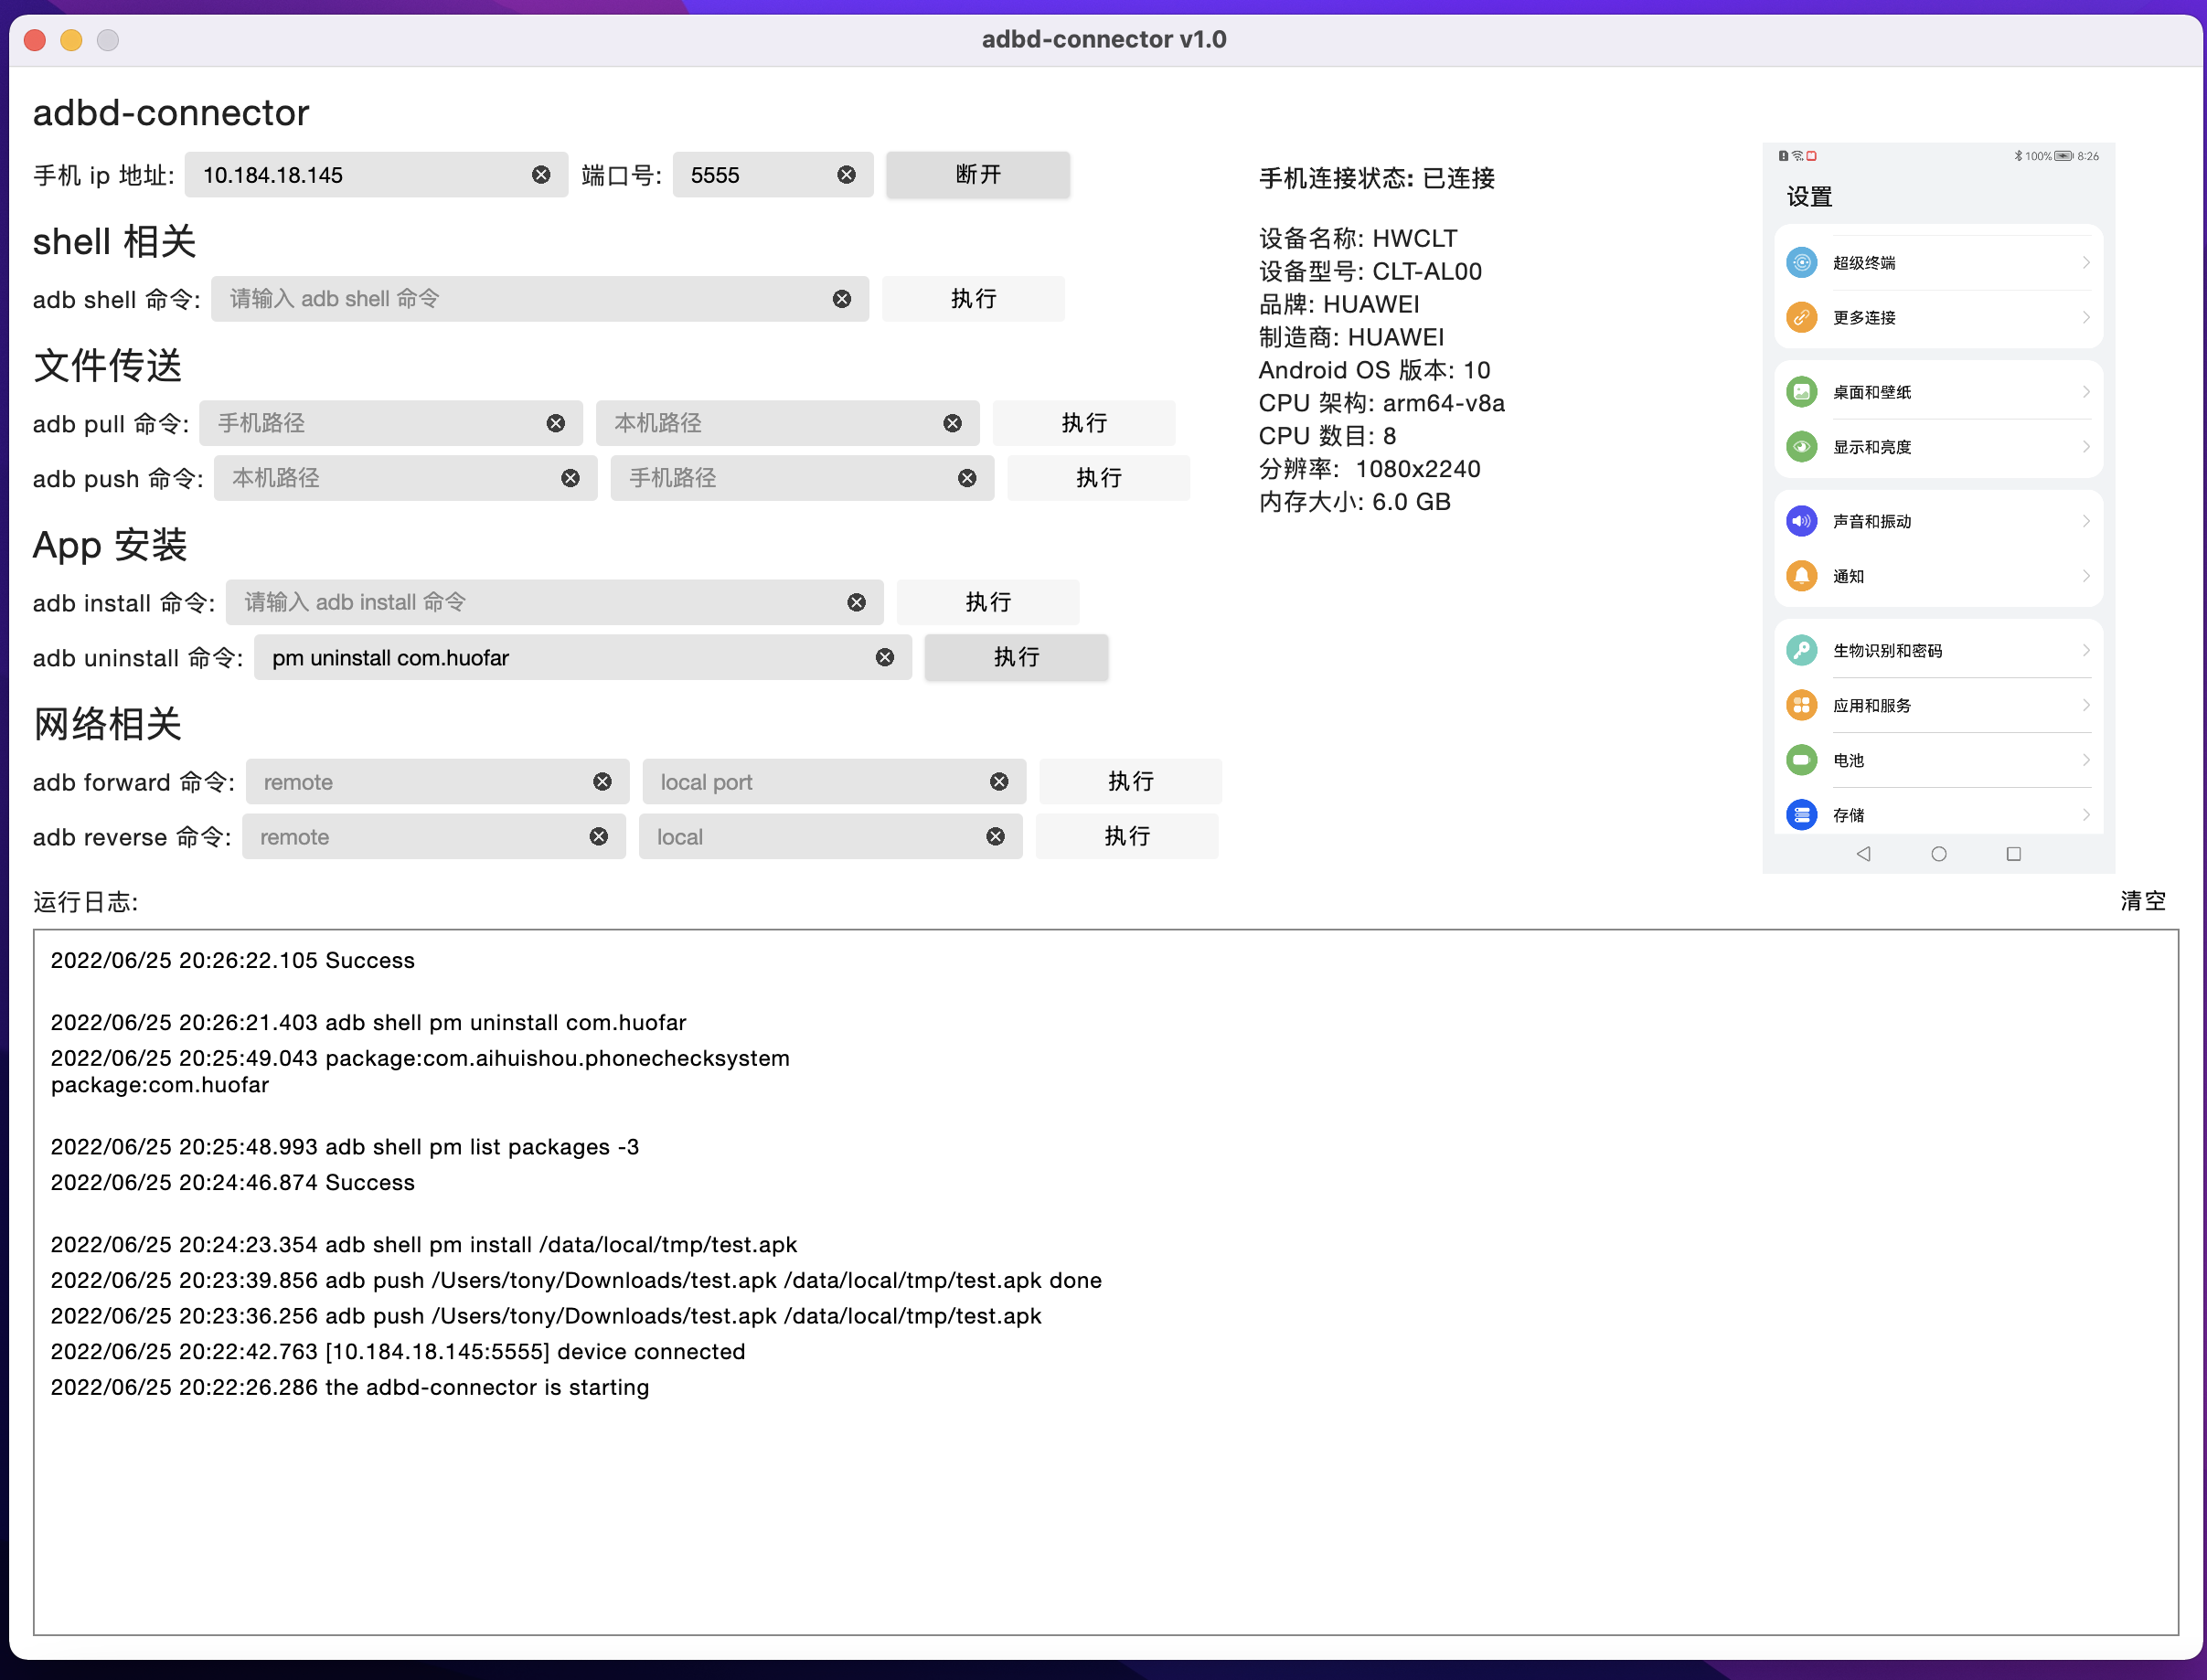 adbd-connector v1.0
adbd-connector
手机 ip 地址: 10.184.18.145 端口号: 5555 断开
shell 相关
adb shell 命令: 请输入 adb shell 命令 执行
文件传送
adb pull 命令: 手机路径 本机路径 执行
adb push 命令: 本机路径 手机路径 执行
App 安装
adb install 命令: 请输入 adb install 命令 执行
adb uninstall 命令: pm uninstall com.huofar 执行
网络相关
adb forward 命令: remote local port 执行
adb reverse 命令: remote local 执行
手机连接状态: 已连接
设备名称: HWCLT
设备型号: CLT-AL00
品牌: HUAWEI
制造商: HUAWEI
Android OS 版本: 10
CPU 架构: arm64-v8a
CPU 数目: 8
分辨率: 1080x2240
内存大小: 6.0 GB
100% 8:26
设置
超级终端
更多连接
桌面和壁纸
显示和亮度
声音和振动
通知
生物识别和密码
应用和服务
电池
存储
运行日志: 清空
2022/06/25 20:26:22.105 Success
2022/06/25 20:26:21.403 adb shell pm uninstall com.huofar
2022/06/25 20:25:49.043 package:com.aihuishou.phonechecksystem
package:com.huofar
2022/06/25 20:25:48.993 adb shell pm list packages -3
2022/06/25 20:24:46.874 Success
2022/06/25 20:24:23.354 adb shell pm install /data/local/tmp/test.apk
2022/06/25 20:23:39.856 adb push /Users/tony/Downloads/test.apk /data/local/tmp/test.apk done
2022/06/25 20:23:36.256 adb push /Users/tony/Downloads/test.apk /data/local/tmp/test.apk
2022/06/25 20:22:42.763 [10.184.18.145:5555] device connected
2022/06/25 20:22:26.286 the adbd-connector is starting